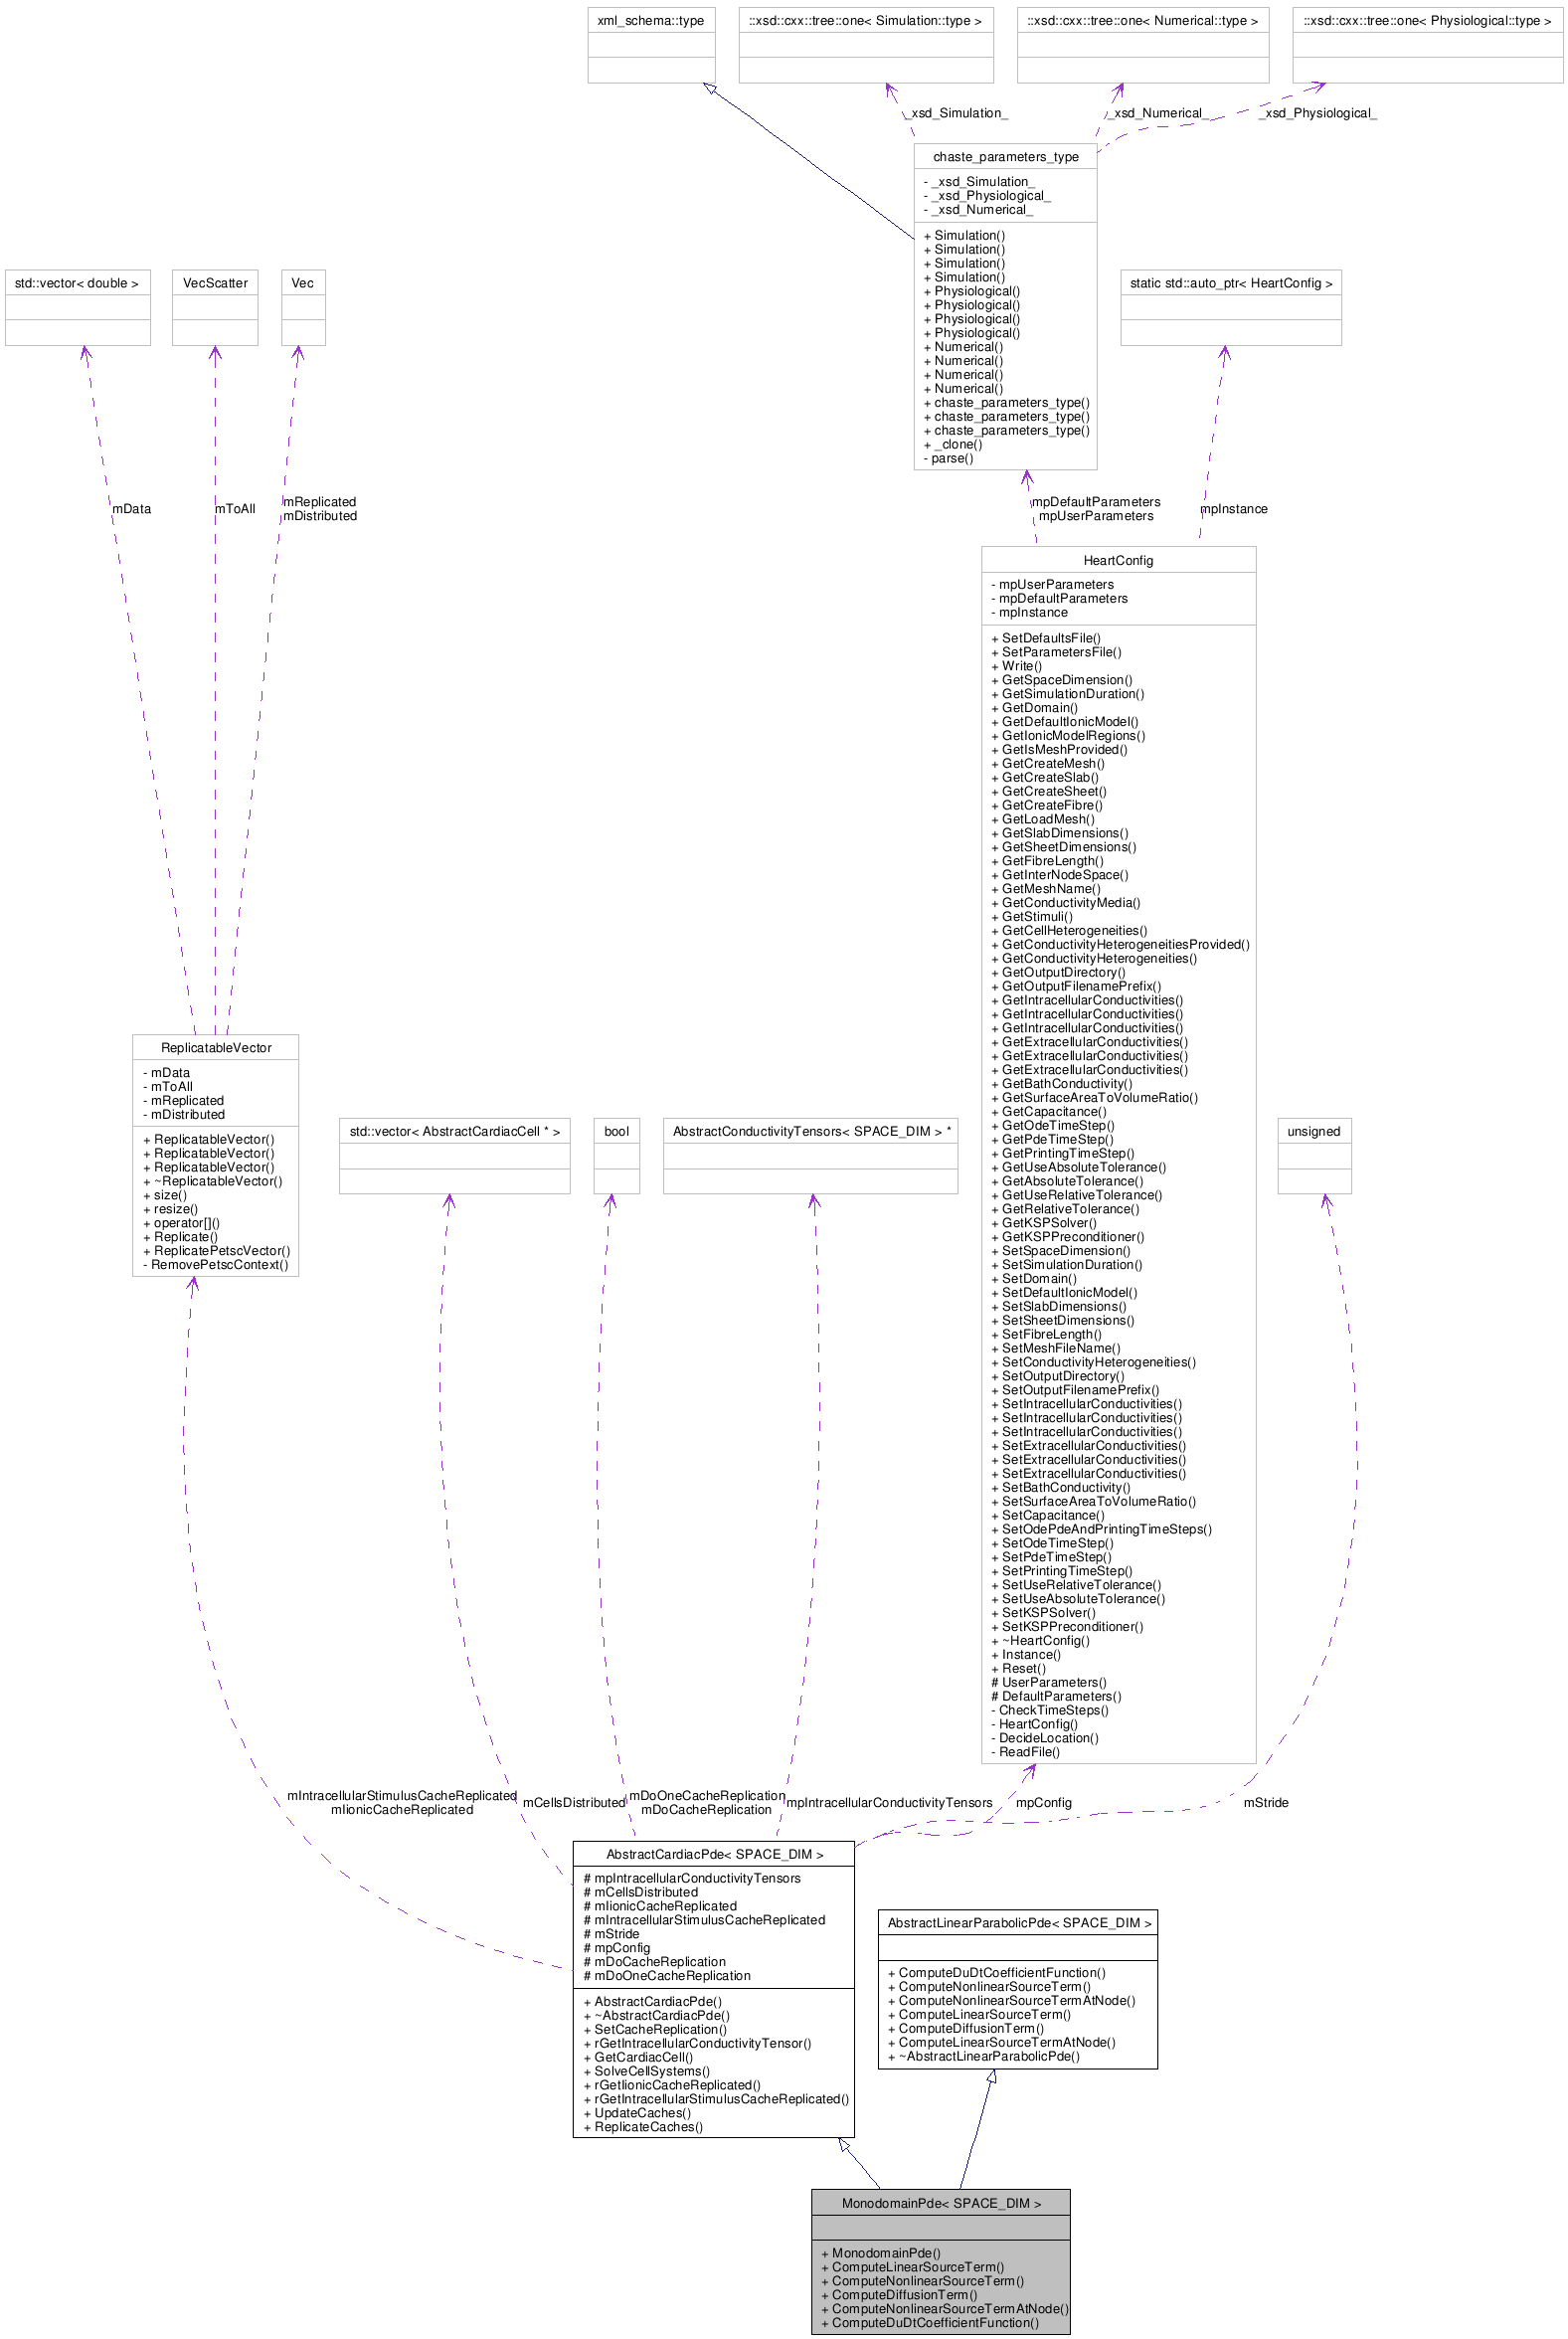 xml_schema::type
::xsd::cxx::tree::one< Simulation::type >
::xsd::cxx::tree::one< Numerical::type >
::xsd::cxx::tree::one< Physiological::type >
_xsd_Simulation_
_xsd_Numerical_
_xsd_Physiological_
chaste_parameters_type
- _xsd_Simulation_
- _xsd_Physiological_
- _xsd_Numerical_
+ Simulation()
+ Simulation()
+ Simulation()
+ Simulation()
+ Physiological()
+ Physiological()
+ Physiological()
+ Physiological()
+ Numerical()
+ Numerical()
+ Numerical()
+ Numerical()
+ chaste_parameters_type()
+ chaste_parameters_type()
+ chaste_parameters_type()
+ _clone()
- parse()
std::vector< double >
VecScatter
Vec
static std::auto_ptr< HeartConfig >
mData
mToAll
mReplicated
mDistributed
mpDefaultParameters
mpUserParameters
mpInstance
HeartConfig
- mpUserParameters
- mpDefaultParameters
- mpInstance
+ SetDefaultsFile()
+ SetParametersFile()
+ Write()
+ GetSpaceDimension()
+ GetSimulationDuration()
+ GetDomain()
+ GetDefaultIonicModel()
+ GetIonicModelRegions()
+ GetIsMeshProvided()
+ GetCreateMesh()
+ GetCreateSlab()
+ GetCreateSheet()
+ GetCreateFibre()
+ GetLoadMesh()
+ GetSlabDimensions()
+ GetSheetDimensions()
+ GetFibreLength()
+ GetInterNodeSpace()
+ GetMeshName()
+ GetConductivityMedia()
+ GetStimuli()
+ GetCellHeterogeneities()
+ GetConductivityHeterogeneitiesProvided()
+ GetConductivityHeterogeneities()
+ GetOutputDirectory()
+ GetOutputFilenamePrefix()
+ GetIntracellularConductivities()
+ GetIntracellularConductivities()
+ GetIntracellularConductivities()
+ GetExtracellularConductivities()
+ GetExtracellularConductivities()
+ GetExtracellularConductivities()
+ GetBathConductivity()
+ GetSurfaceAreaToVolumeRatio()
+ GetCapacitance()
+ GetOdeTimeStep()
+ GetPdeTimeStep()
+ GetPrintingTimeStep()
+ GetUseAbsoluteTolerance()
+ GetAbsoluteTolerance()
+ GetUseRelativeTolerance()
+ GetRelativeTolerance()
+ GetKSPSolver()
+ GetKSPPreconditioner()
+ SetSpaceDimension()
+ SetSimulationDuration()
+ SetDomain()
+ SetDefaultIonicModel()
+ SetSlabDimensions()
+ SetSheetDimensions()
+ SetFibreLength()
+ SetMeshFileName()
+ SetConductivityHeterogeneities()
+ SetOutputDirectory()
+ SetOutputFilenamePrefix()
+ SetIntracellularConductivities()
+ SetIntracellularConductivities()
+ SetIntracellularConductivities()
+ SetExtracellularConductivities()
+ SetExtracellularConductivities()
+ SetExtracellularConductivities()
+ SetBathConductivity()
+ SetSurfaceAreaToVolumeRatio()
+ SetCapacitance()
+ SetOdePdeAndPrintingTimeSteps()
+ SetOdeTimeStep()
+ SetPdeTimeStep()
+ SetPrintingTimeStep()
+ SetUseRelativeTolerance()
+ SetUseAbsoluteTolerance()
+ SetKSPSolver()
+ SetKSPPreconditioner()
+ ~HeartConfig()
+ Instance()
+ Reset()
# UserParameters()
# DefaultParameters()
- CheckTimeSteps()
- HeartConfig()
- DecideLocation()
- ReadFile()
ReplicatableVector
- mData
- mToAll
- mReplicated
- mDistributed
+ ReplicatableVector()
+ ReplicatableVector()
+ ReplicatableVector()
+ ~ReplicatableVector()
+ size()
+ resize()
+ operator[]()
+ Replicate()
+ ReplicatePetscVector()
- RemovePetscContext()
std::vector< AbstractCardiacCell * >
bool
AbstractConductivityTensors< SPACE_DIM > *
unsigned
mIntracellularStimulusCacheReplicated
mIionicCacheReplicated
mCellsDistributed
mDoOneCacheReplication
mDoCacheReplication
mpIntracellularConductivityTensors
mpConfig
mStride
AbstractCardiacPde< SPACE_DIM >
# mpIntracellularConductivityTensors
# mCellsDistributed
# mIionicCacheReplicated
# mIntracellularStimulusCacheReplicated
# mStride
# mpConfig
# mDoCacheReplication
# mDoOneCacheReplication
+ AbstractCardiacPde()
+ ~AbstractCardiacPde()
+ SetCacheReplication()
+ rGetIntracellularConductivityTensor()
+ GetCardiacCell()
+ SolveCellSystems()
+ rGetIionicCacheReplicated()
+ rGetIntracellularStimulusCacheReplicated()
+ UpdateCaches()
+ ReplicateCaches()
AbstractLinearParabolicPde< SPACE_DIM >
+ ComputeDuDtCoefficientFunction()
+ ComputeNonlinearSourceTerm()
+ ComputeNonlinearSourceTermAtNode()
+ ComputeLinearSourceTerm()
+ ComputeDiffusionTerm()
+ ComputeLinearSourceTermAtNode()
+ ~AbstractLinearParabolicPde()
MonodomainPde< SPACE_DIM >
+ MonodomainPde()
+ ComputeLinearSourceTerm()
+ ComputeNonlinearSourceTerm()
+ ComputeDiffusionTerm()
+ ComputeNonlinearSourceTermAtNode()
+ ComputeDuDtCoefficientFunction()